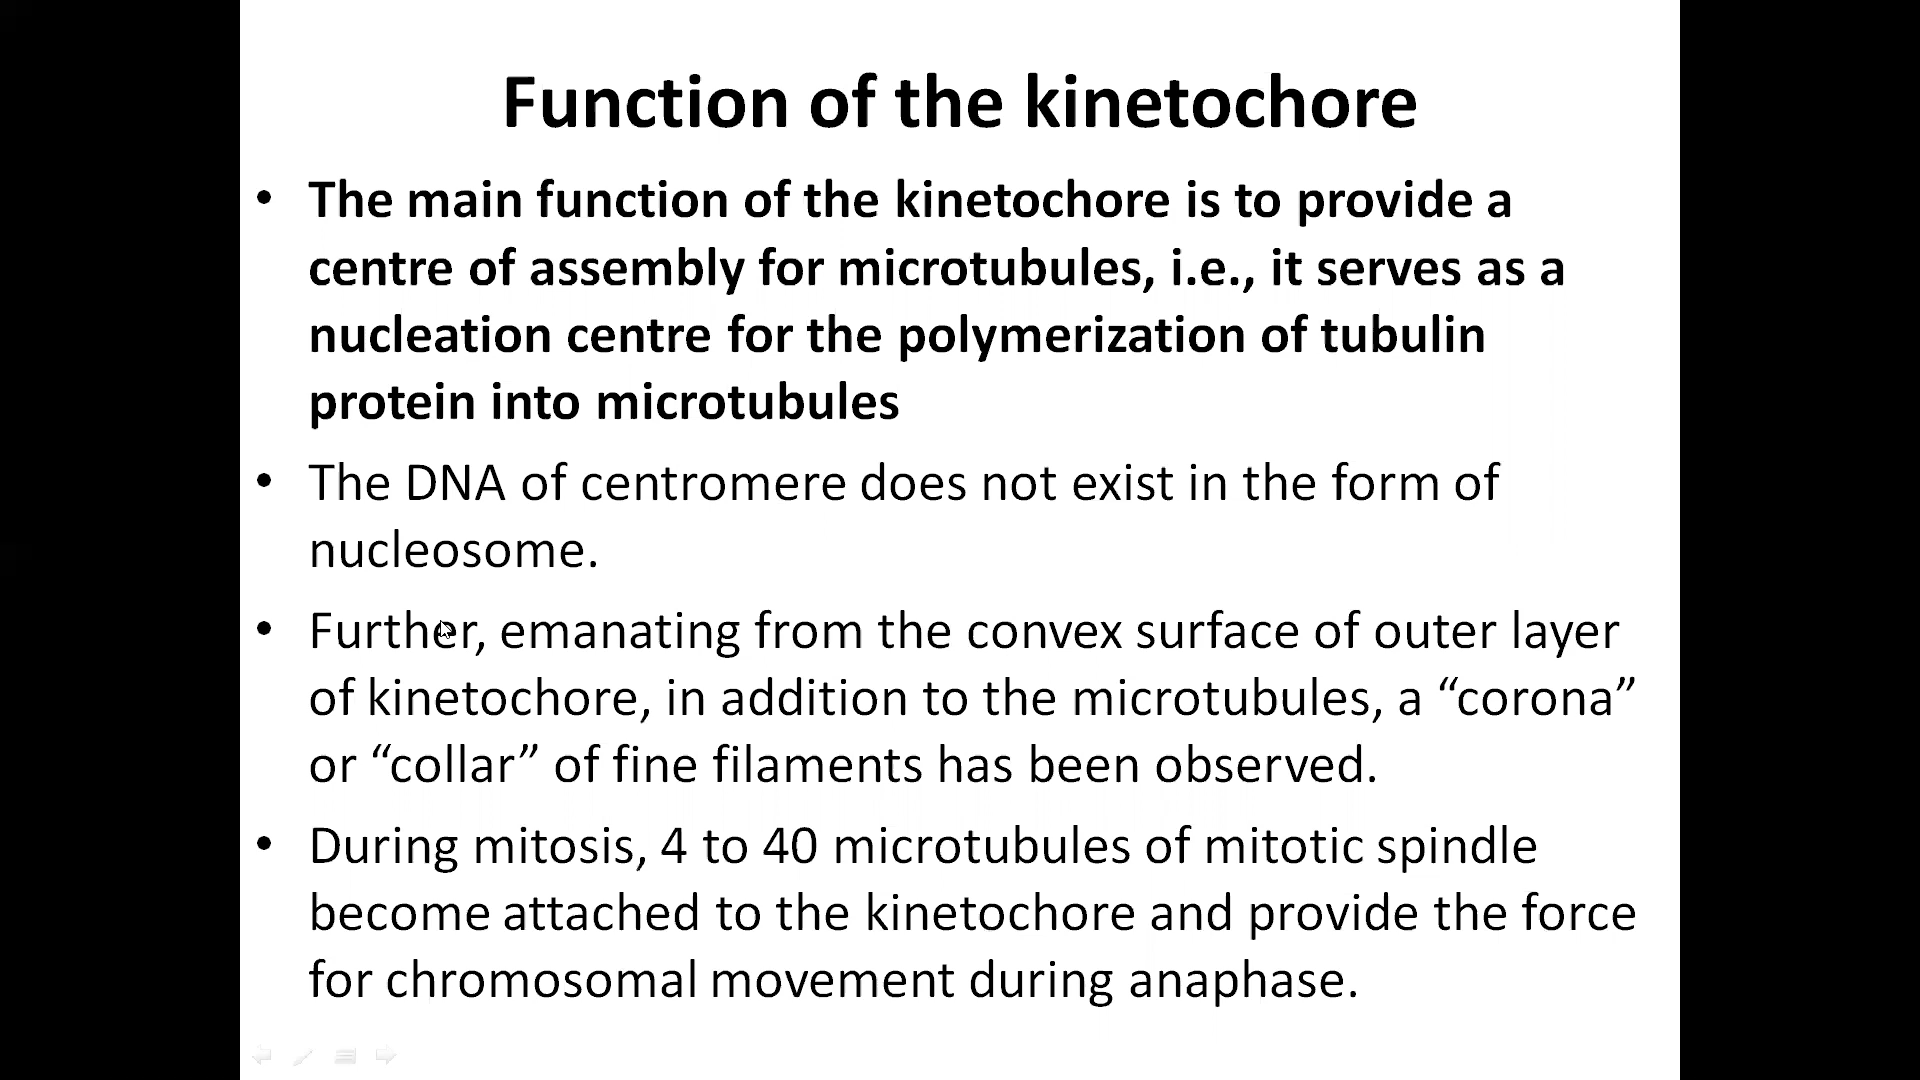 Function of the kinetochore
• The main function of the kinetochore is to provide a
centre of assembly for microtubules, i.e., it serves as a
nucleation centre for the polymerization of tubulin
protein into microtubules
• The DNA of centromere does not exist in the form of
nucleosome.
• Further, emanating from the convex surface of outer layer
of kinetochore, in addition to the microtubules, a “corona”
or “collar” of fine filaments has been observed.
• During mitosis, 4 to 40 microtubules of mitotic spindle
become attached to the kinetochore and provide the force
for chromosomal movement during anaphase.